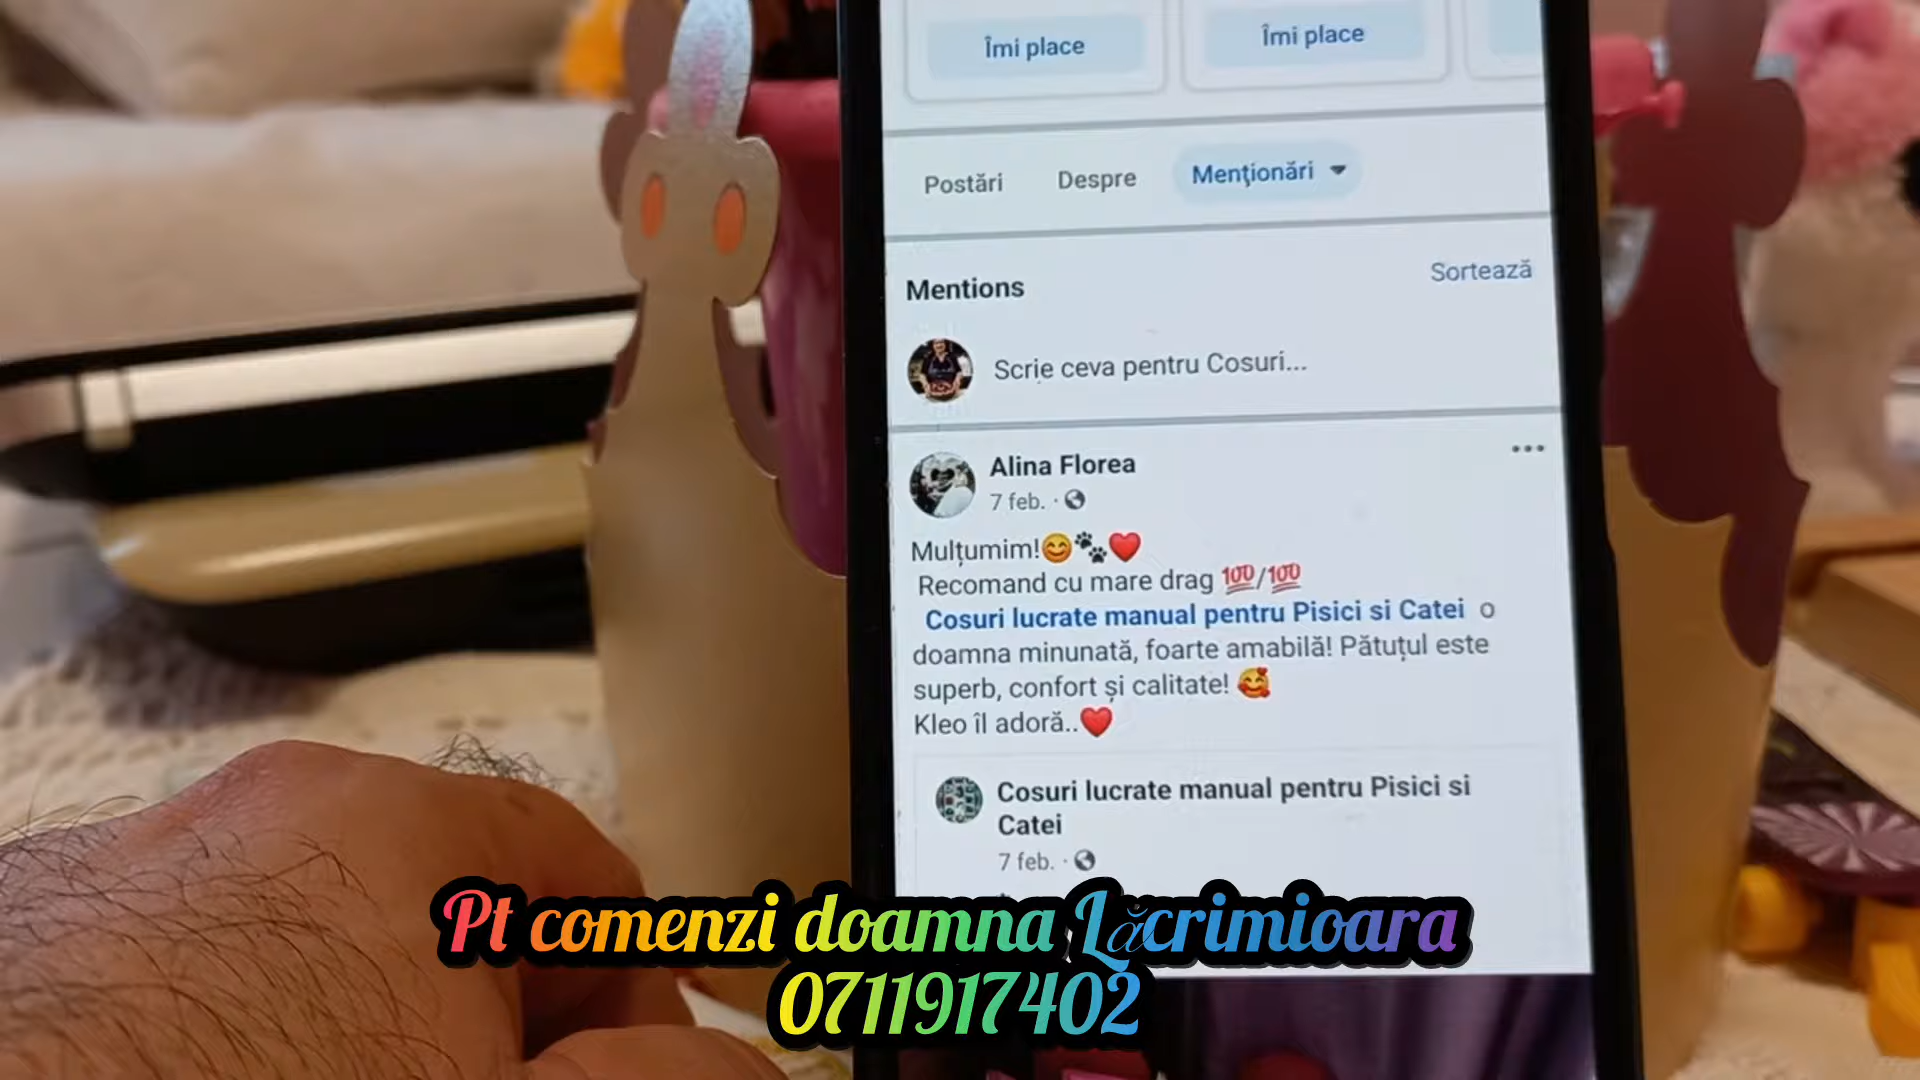 Îmi place
Îmi place
Postări
Despre
Menţionări
Mentions
Sortează
Scrie ceva pentru Cosuri...
Alina Florea
7 feb. ·
Mulțumim!😊🐾❤️
Recomand cu mare drag 💯/💯
Cosuri lucrate manual pentru Pisici si Catei o
doamna minunată, foarte amabilă! Pătuțul este
superb, confort și calitate! 🥰
Kleo îl adoră..❤️
Cosuri lucrate manual pentru Pisici si
Catei
7 feb. ·
Pt comenzi doamna Lăcrimioara
0711917402